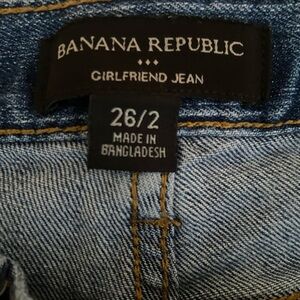 BANANA REPUBLIC
GIRLFRIEND JEAN
26/2
MADE IN
BANGLADESH